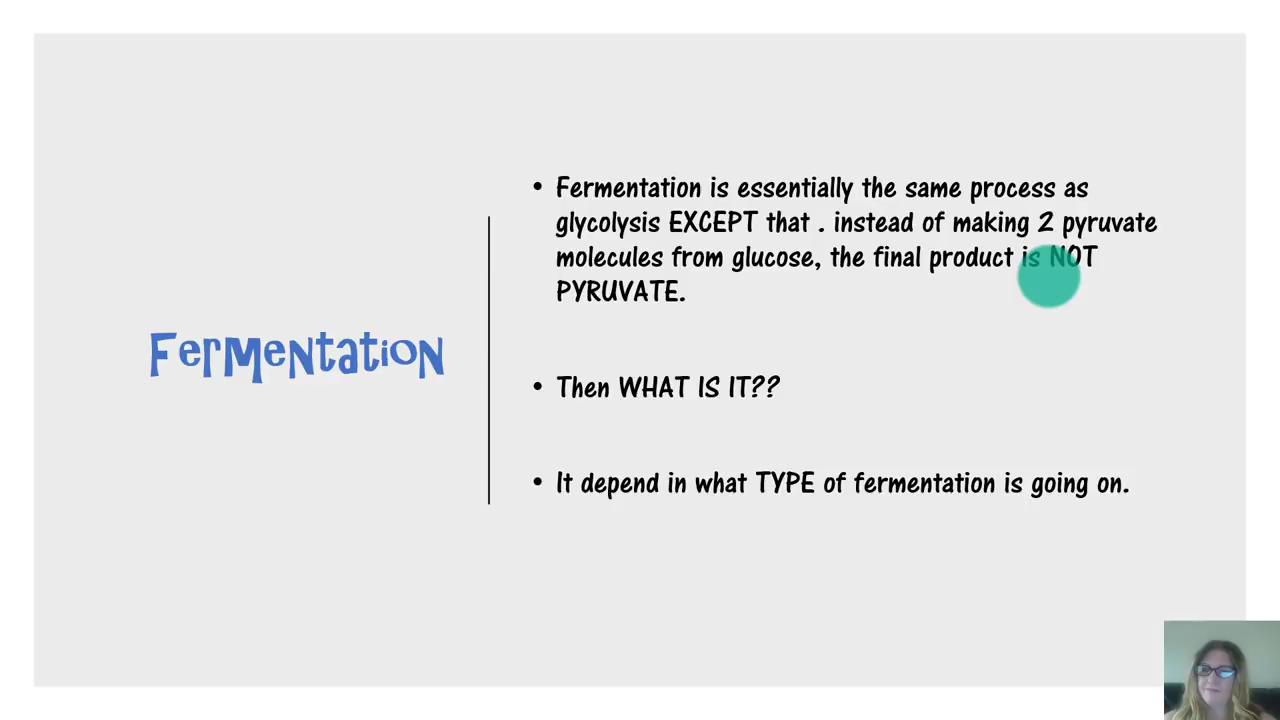 Fermentation
• Fermentation is essentially the same process as
glycolysis EXCEPT that . instead of making 2 pyruvate
molecules from glucose, the final product is NOT
PYRUVATE.
• Then WHAT IS IT??
• It depend in what TYPE of fermentation is going on.